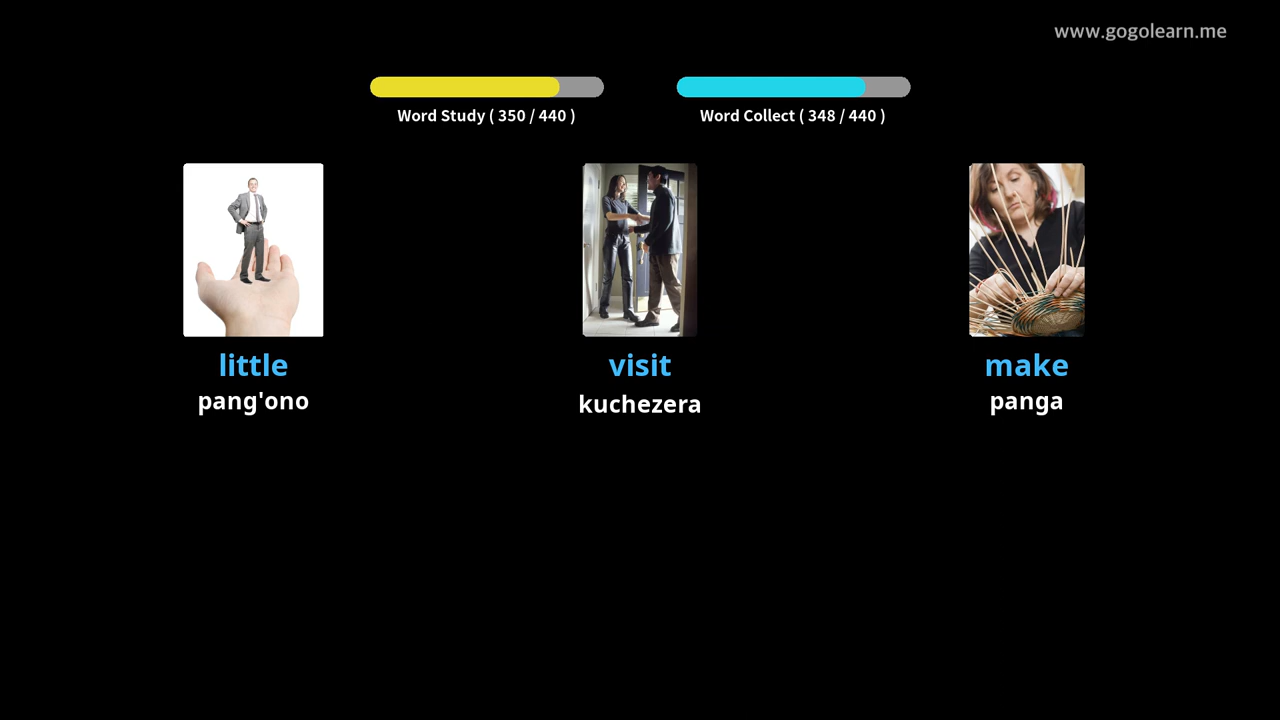 www.gogolearn.me
Word Study ( 350 / 440 )
Word Collect ( 348 / 440 )
little
pang'ono
visit
kuchezera
make
panga